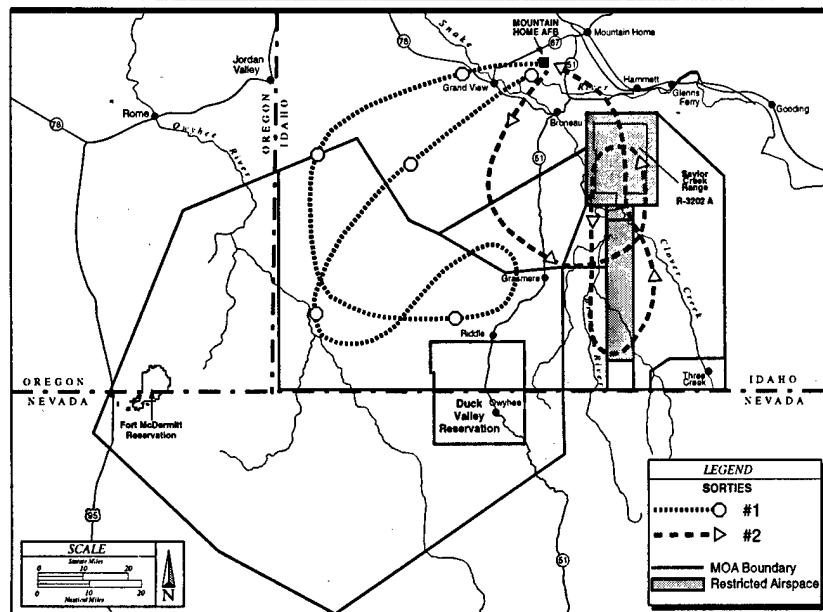 MOUNTAIN
HOME AFB
Mountain Home
78
67
51
Snake
River
Grand View
Hammett
Glenns
Ferry
Gooding
Bruneau
Jordan
Valley
Rome
78
Owyhee
River
OREGON
IDAHO
51
Saylor
Creek
Range
R-3202 A
Clover Creek
Grasmere
Riddle
River
Three
Creek
OREGON
NEVADA
IDAHO
NEVADA
Duck
Valley
Reservation
Owyhee
Fort McDermitt
Reservation
95
51
SCALE
Statute Miles
0 10 20
0 10 20
Nautical Miles
N
LEGEND
SORTIES
#1
#2
MOA Boundary
Restricted Airspace